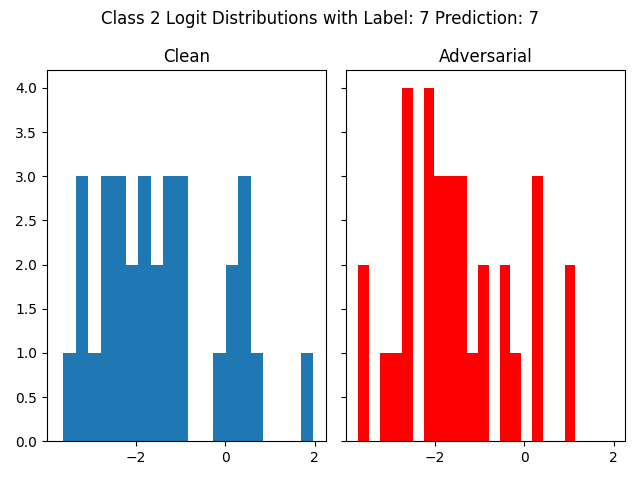 Class 2 Logit Distributions with Label: 7 Prediction: 7
Clean
Adversarial
4.0
3.5
3.0
2.5
2.0
1.5
1.0
0.5
0.0
−2 0 2
−2 0 2